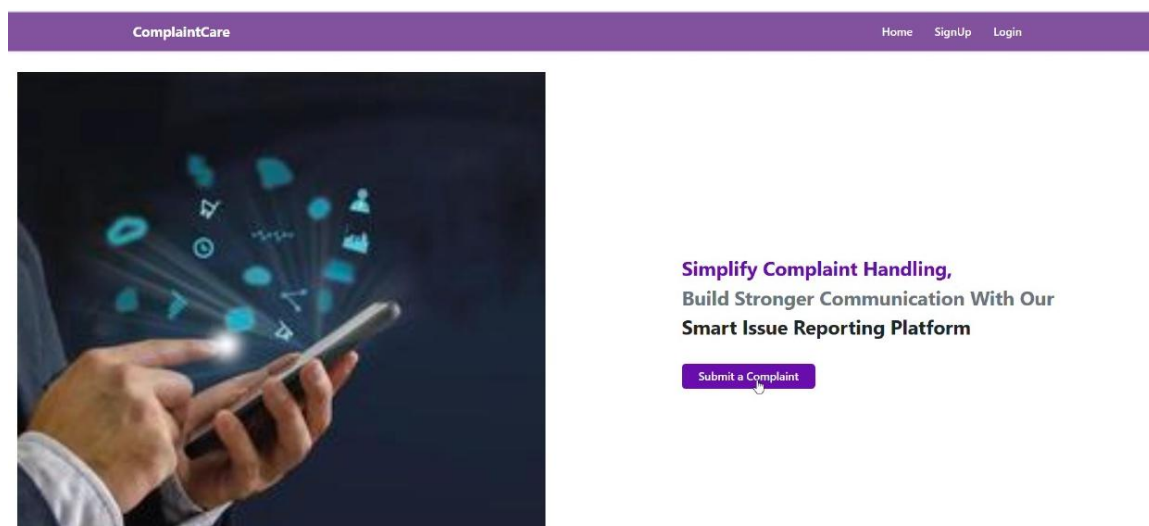 ComplaintCare
Home SignUp Login
Simplify Complaint Handling,
Build Stronger Communication With Our
Smart Issue Reporting Platform
Submit a Complaint